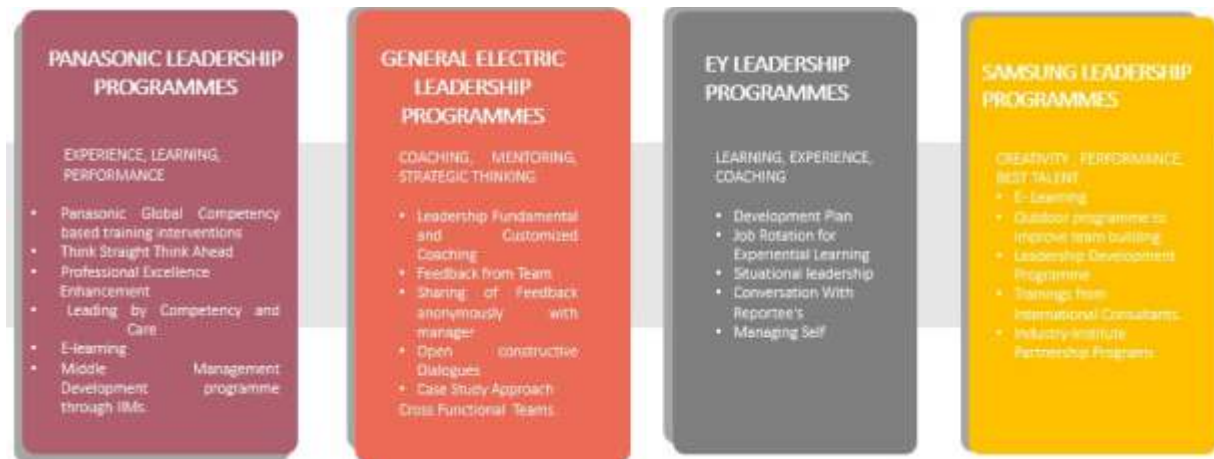 PANASONIC LEADERSHIP
PROGRAMMES
EXPERIENCE, LEARNING,
PERFORMANCE
• Panasonic Global Competency
based training interventions
• Think Straight Think Ahead
• Professional Excellence
Enhancement
• Leading by Competency and
Care
• E-learning
• Middle Management
Development programme
through IIMs.
GENERAL ELECTRIC
LEADERSHIP
PROGRAMMES
COACHING, MENTORING,
STRATEGIC THINKING
• Leadership Fundamental
and Customized
Coaching
• Feedback from Team
• Sharing of Feedback
anonymously with
manager
• Open constructive
Dialogues
• Case Study Approach
Cross Functional Teams
EY LEADERSHIP
PROGRAMMES
LEARNING, EXPERIENCE,
COACHING
• Development Plan
• Job Rotation for
Experiential Learning
• Situational leadership
• Conversation With
Reportee's
• Managing Self
SAMSUNG LEADERSHIP
PROGRAMMES
CREATIVITY PERFORMANCE,
BEST TALENT
• E- Learning
• Outdoor programme to
improve team building
• Leadership Development
Programme
• Trainings from
International Consultants.
• Industry-Institute
Partnership Programs